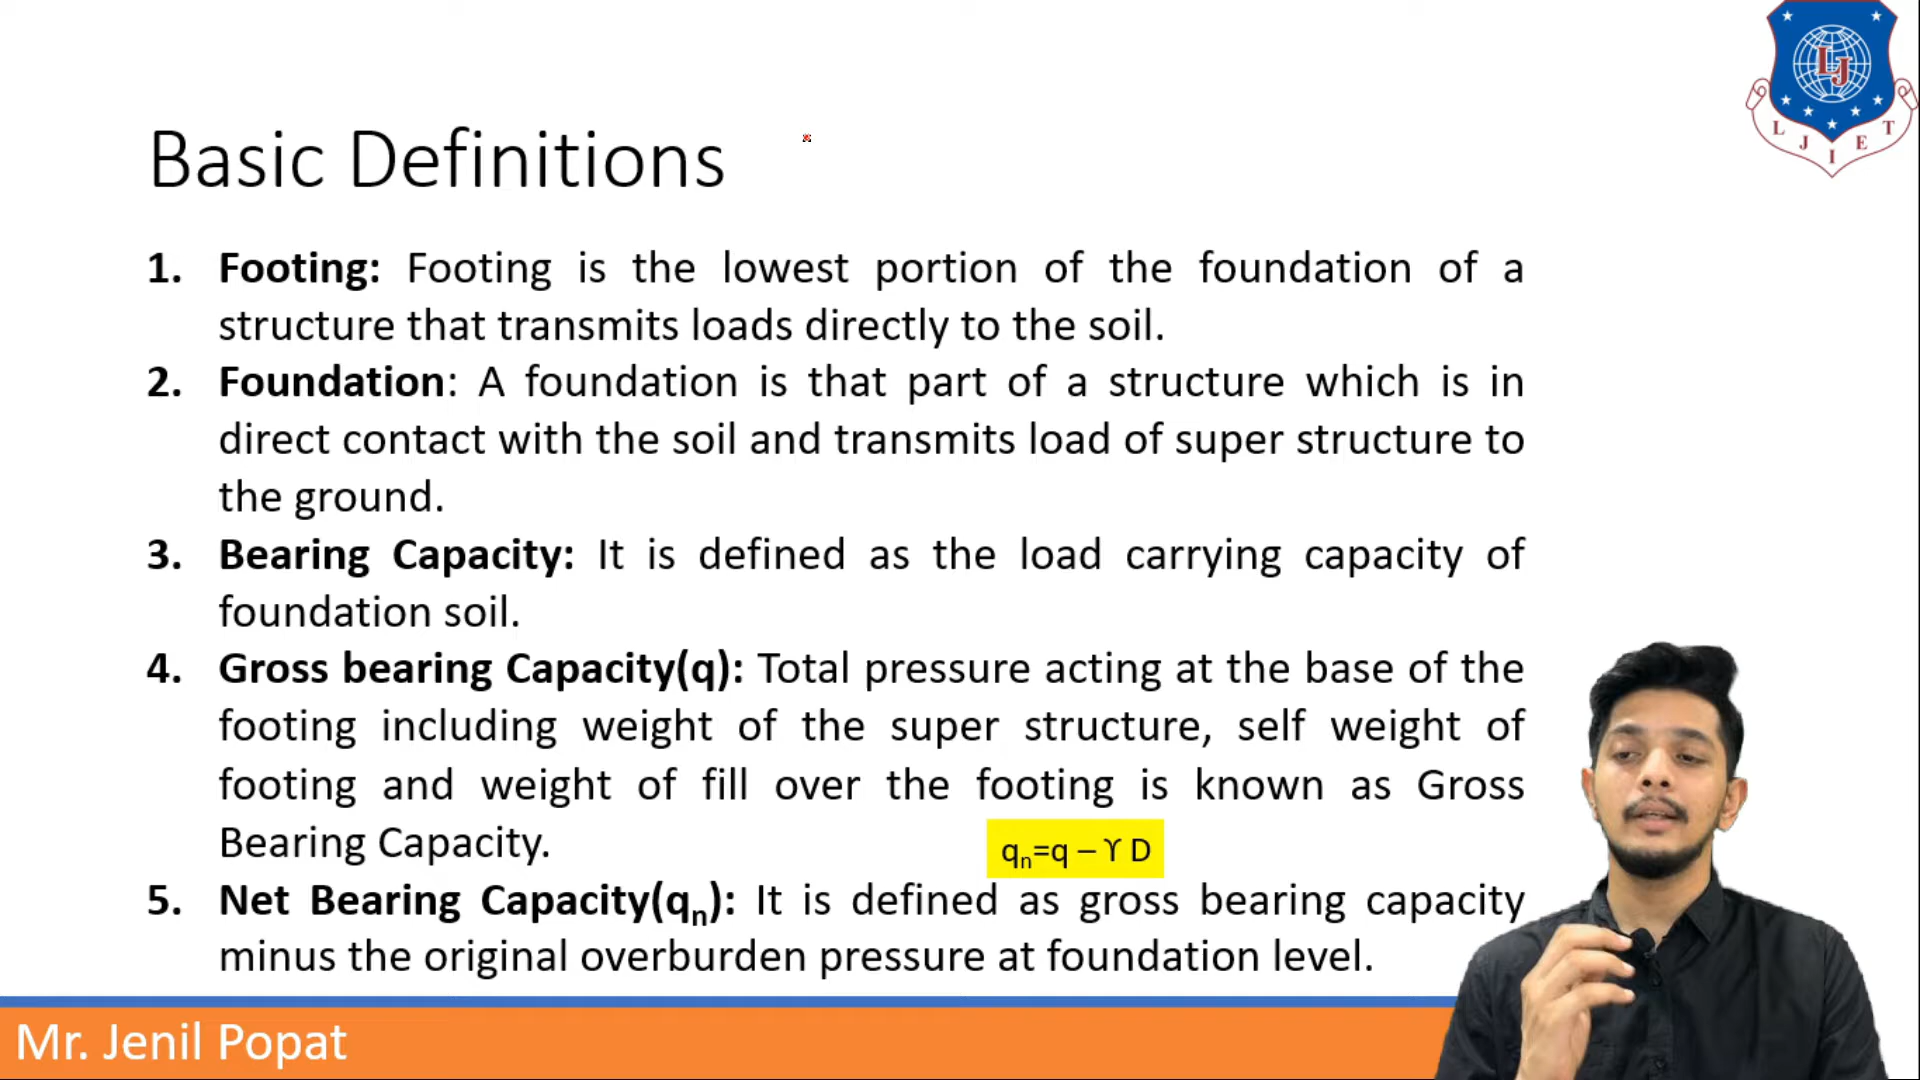 Basic Definitions
1. Footing: Footing is the lowest portion of the foundation of a
structure that transmits loads directly to the soil.
2. Foundation: A foundation is that part of a structure which is in
direct contact with the soil and transmits load of super structure to
the ground.
3. Bearing Capacity: It is defined as the load carrying capacity of
foundation soil.
4. Gross bearing Capacity(q): Total pressure acting at the base of the
footing including weight of the super structure, self weight of
footing and weight of fill over the footing is known as Gross
Bearing Capacity.
qₙ=q – ϒ D
5. Net Bearing Capacity(qₙ): It is defined as gross bearing capacity
minus the original overburden pressure at foundation level.
Mr. Jenil Popat
LJ
L J I E T